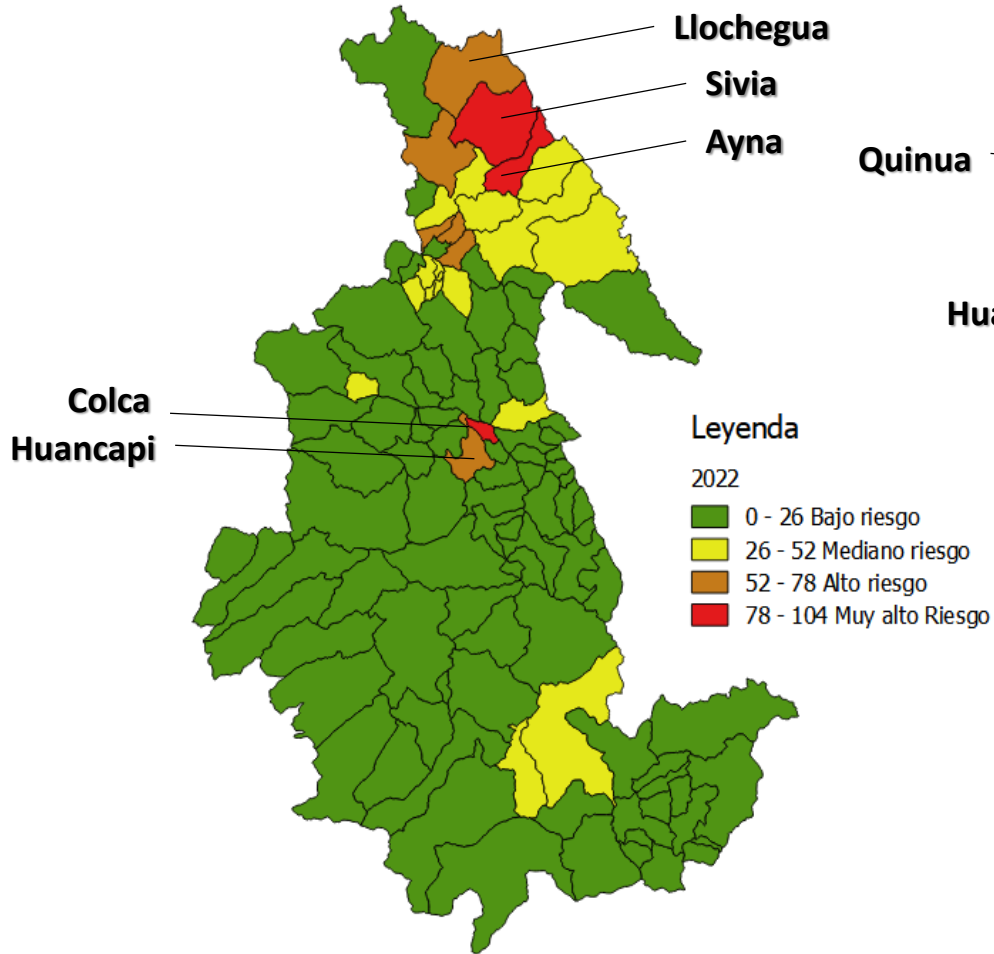 Llochegua
Sivia
Ayna
Quinua
Hua
Colca
Huancapi
Leyenda
2022
0 - 26 Bajo riesgo
26 - 52 Mediano riesgo
52 - 78 Alto riesgo
78 - 104 Muy alto Riesgo